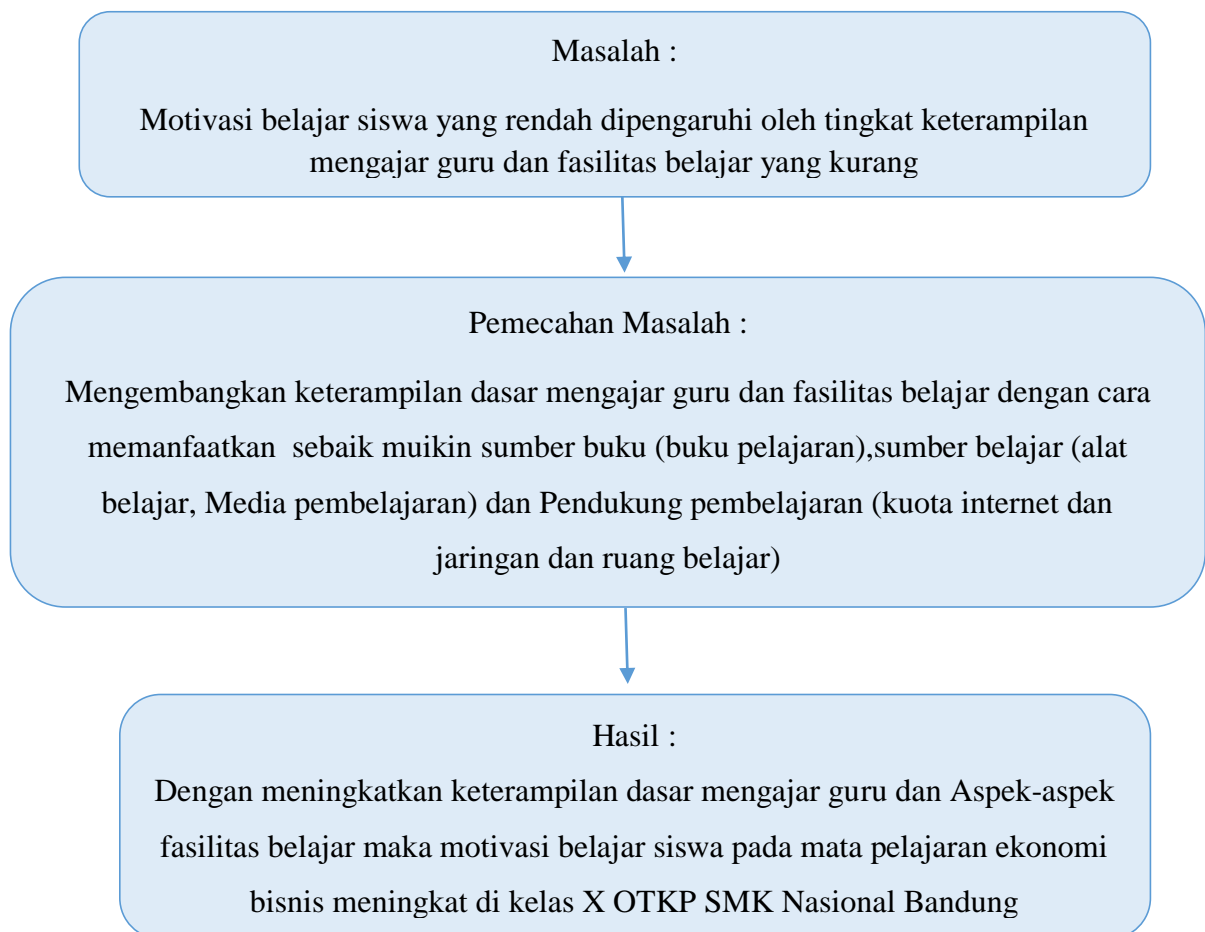 Masalah :
Motivasi belajar siswa yang rendah dipengaruhi oleh tingkat keterampilan
mengajar guru dan fasilitas belajar yang kurang
Pemecahan Masalah :
Mengembangkan keterampilan dasar mengajar guru dan fasilitas belajar dengan cara
memanfaatkan sebaik muikin sumber buku (buku pelajaran),sumber belajar (alat
belajar, Media pembelajaran) dan Pendukung pembelajaran (kuota internet dan
jaringan dan ruang belajar)
Hasil :
Dengan meningkatkan keterampilan dasar mengajar guru dan Aspek-aspek
fasilitas belajar maka motivasi belajar siswa pada mata pelajaran ekonomi
bisnis meningkat di kelas X OTKP SMK Nasional Bandung